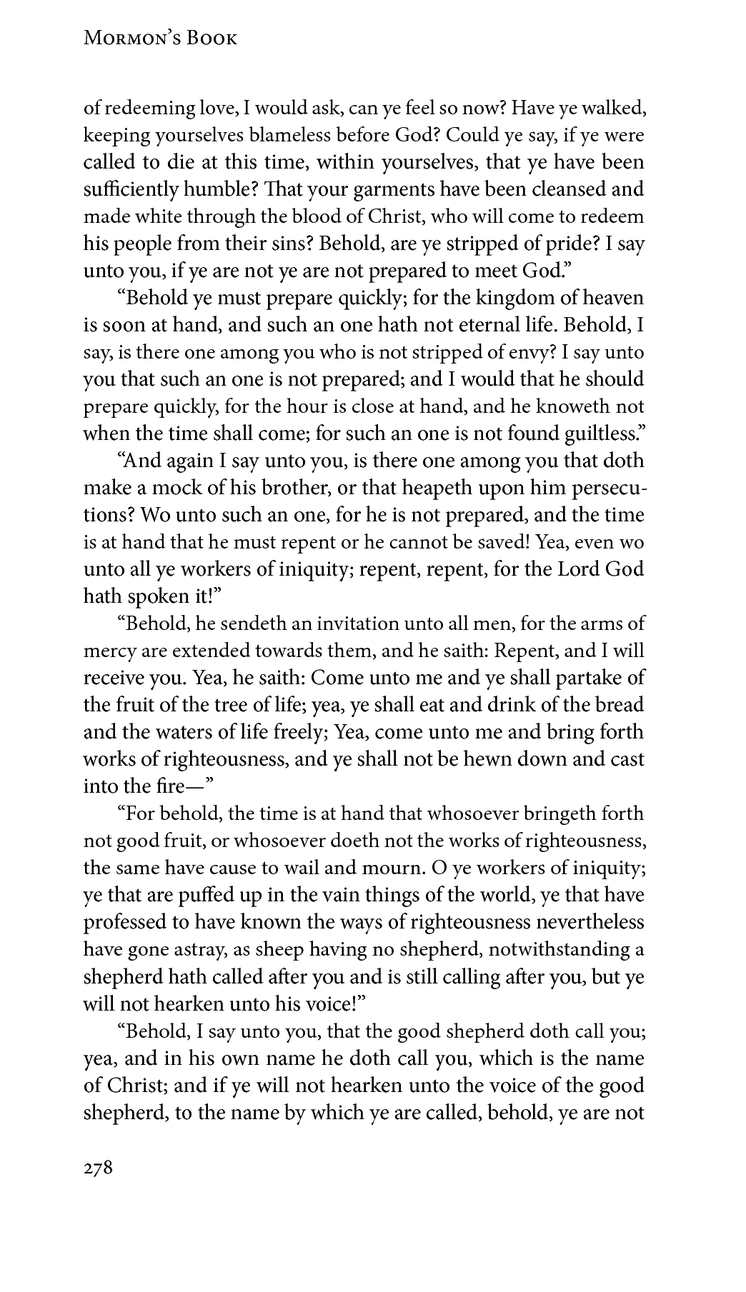 Mormon’s Book
of redeeming love, I would ask, can ye feel so now? Have ye walked,
keeping yourselves blameless before God? Could ye say, if ye were
called to die at this time, within yourselves, that ye have been
sufficiently humble? That your garments have been cleansed and
made white through the blood of Christ, who will come to redeem
his people from their sins? Behold, are ye stripped of pride? I say
unto you, if ye are not ye are not prepared to meet God.”
“Behold ye must prepare quickly; for the kingdom of heaven
is soon at hand, and such an one hath not eternal life. Behold, I
say, is there one among you who is not stripped of envy? I say unto
you that such an one is not prepared; and I would that he should
prepare quickly, for the hour is close at hand, and he knoweth not
when the time shall come; for such an one is not found guiltless.”
“And again I say unto you, is there one among you that doth
make a mock of his brother, or that heapeth upon him persecu-
tions? Wo unto such an one, for he is not prepared, and the time
is at hand that he must repent or he cannot be saved! Yea, even wo
unto all ye workers of iniquity; repent, repent, for the Lord God
hath spoken it!”
“Behold, he sendeth an invitation unto all men, for the arms of
mercy are extended towards them, and he saith: Repent, and I will
receive you. Yea, he saith: Come unto me and ye shall partake of
the fruit of the tree of life; yea, ye shall eat and drink of the bread
and the waters of life freely; Yea, come unto me and bring forth
works of righteousness, and ye shall not be hewn down and cast
into the fire—”
“For behold, the time is at hand that whosoever bringeth forth
not good fruit, or whosoever doeth not the works of righteousness,
the same have cause to wail and mourn. O ye workers of iniquity;
ye that are puffed up in the vain things of the world, ye that have
professed to have known the ways of righteousness nevertheless
have gone astray, as sheep having no shepherd, notwithstanding a
shepherd hath called after you and is still calling after you, but ye
will not hearken unto his voice!”
“Behold, I say unto you, that the good shepherd doth call you;
yea, and in his own name he doth call you, which is the name
of Christ; and if ye will not hearken unto the voice of the good
shepherd, to the name by which ye are called, behold, ye are not
278